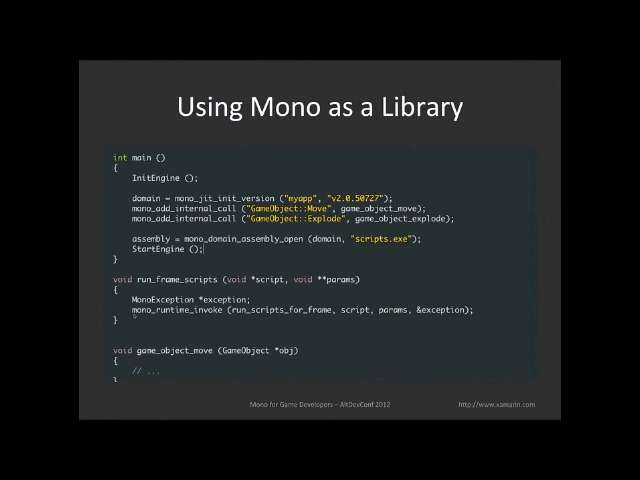 Using Mono as a Library
int main ()
{
InitEngine ();
domain = mono_jit_init_version ("myapp", "v2.0.50727");
mono_add_internal_call ("GameObject::Move", game_object_move);
mono_add_internal_call ("GameObject::Explode", game_object_explode);
assembly = mono_domain_assembly_open (domain, "scripts.exe");
StartEngine ();
}
void run_frame_scripts (void *script, void **params)
{
MonoException *exception;
mono_runtime_invoke (run_scripts_for_frame, script, params, &exception);
}
void game_object_move (GameObject *obj)
{
// ...
}
Mono for Game Developers – AltDevConf 2012
http://www.xamarin.com